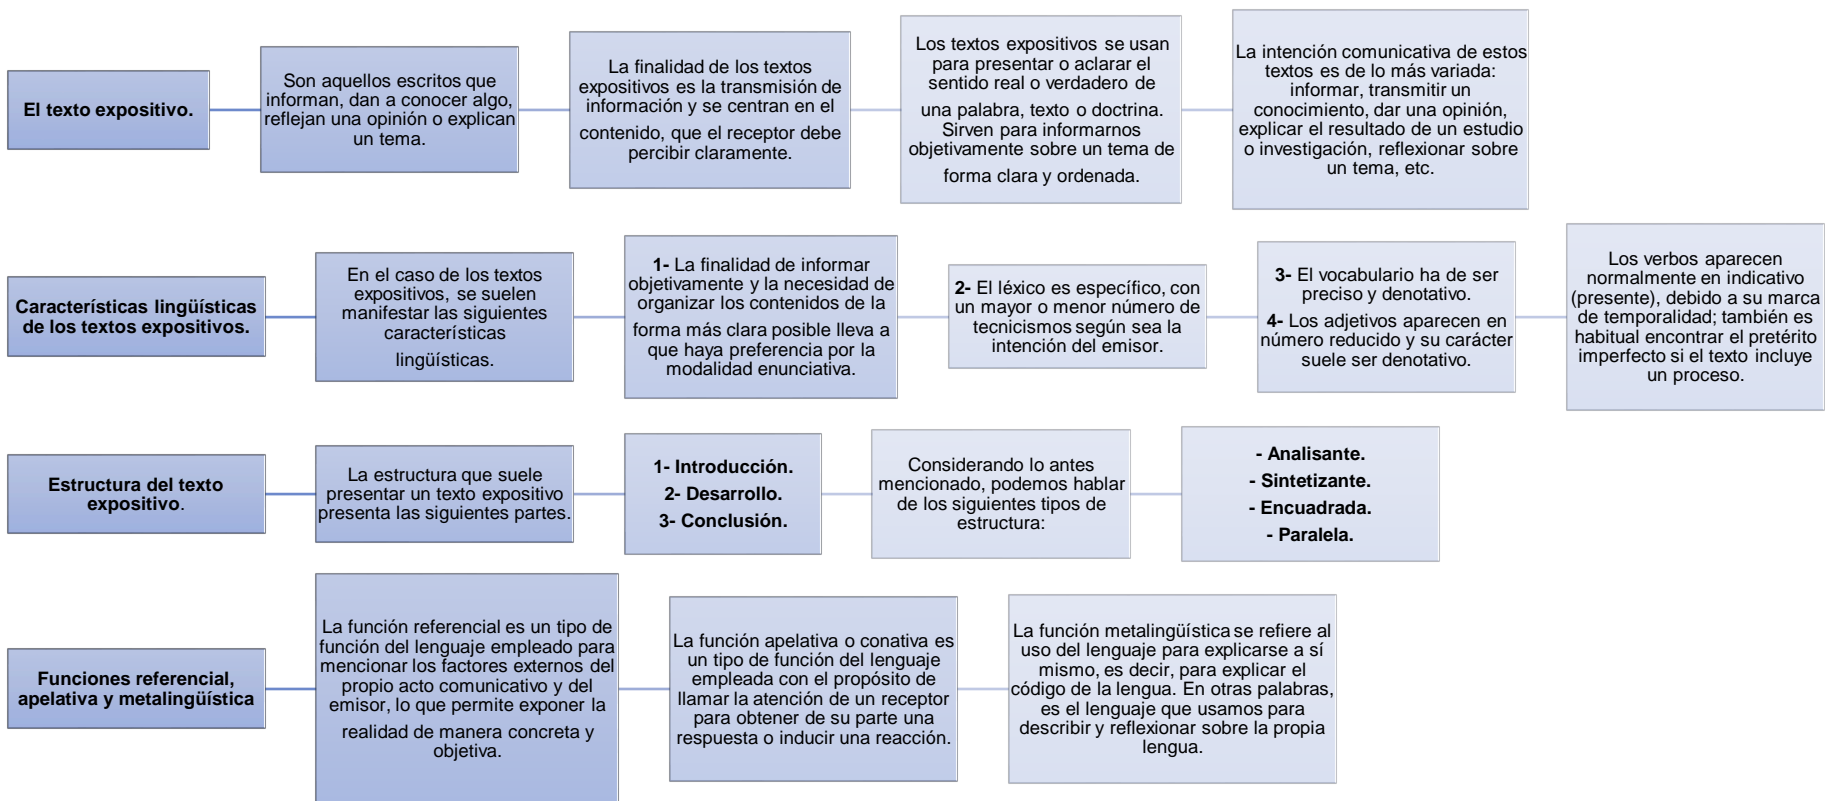 El texto expositivo.
Son aquellos escritos que
informan, dan a conocer algo,
reflejan una opinión o explican
un tema.
La finalidad de los textos
expositivos es la transmisión de
información y se centran en el
contenido, que el receptor debe
percibir claramente.
Los textos expositivos se usan
para presentar o aclarar el
sentido real o verdadero de
una palabra, texto o doctrina.
Sirven para informarnos
objetivamente sobre un tema de
forma clara y ordenada.
La intención comunicativa de estos
textos es de lo más variada:
informar, transmitir un
conocimiento, dar una opinión,
explicar el resultado de un estudio
o investigación, reflexionar sobre
un tema, etc.
Características lingüísticas
de los textos expositivos.
En el caso de los textos
expositivos, se suelen
manifestar las siguientes
características
lingüísticas.
1- La finalidad de informar
objetivamente y la necesidad de
organizar los contenidos de la
forma más clara posible lleva a
que haya preferencia por la
modalidad enunciativa.
2- El léxico es específico, con
un mayor o menor número de
tecnicismos según sea la
intención del emisor.
3- El vocabulario ha de ser
preciso y denotativo.
4- Los adjetivos aparecen en
número reducido y su carácter
suele ser denotativo.
Los verbos aparecen
normalmente en indicativo
(presente), debido a su marca
de temporalidad; también es
habitual encontrar el pretérito
imperfecto si el texto incluye
un proceso.
Estructura del texto
expositivo.
La estructura que suele
presentar un texto expositivo
presenta las siguientes partes.
1- Introducción.
2- Desarrollo.
3- Conclusión.
Considerando lo antes
mencionado, podemos hablar
de los siguientes tipos de
estructura:
- Analisante.
- Sintetizante.
- Encuadrada.
- Paralela.
Funciones referencial,
apelativa y metalingüística
La función referencial es un tipo de
función del lenguaje empleado para
mencionar los factores externos del
propio acto comunicativo y del
emisor, lo que permite exponer la
realidad de manera concreta y
objetiva.
La función apelativa o conativa es
un tipo de función del lenguaje
empleada con el propósito de
llamar la atención de un receptor
para obtener de su parte una
respuesta o inducir una reacción.
La función metalingüística se refiere al
uso del lenguaje para explicarse a sí
mismo, es decir, para explicar el
código de la lengua. En otras palabras,
es el lenguaje que usamos para
describir y reflexionar sobre la propia
lengua.